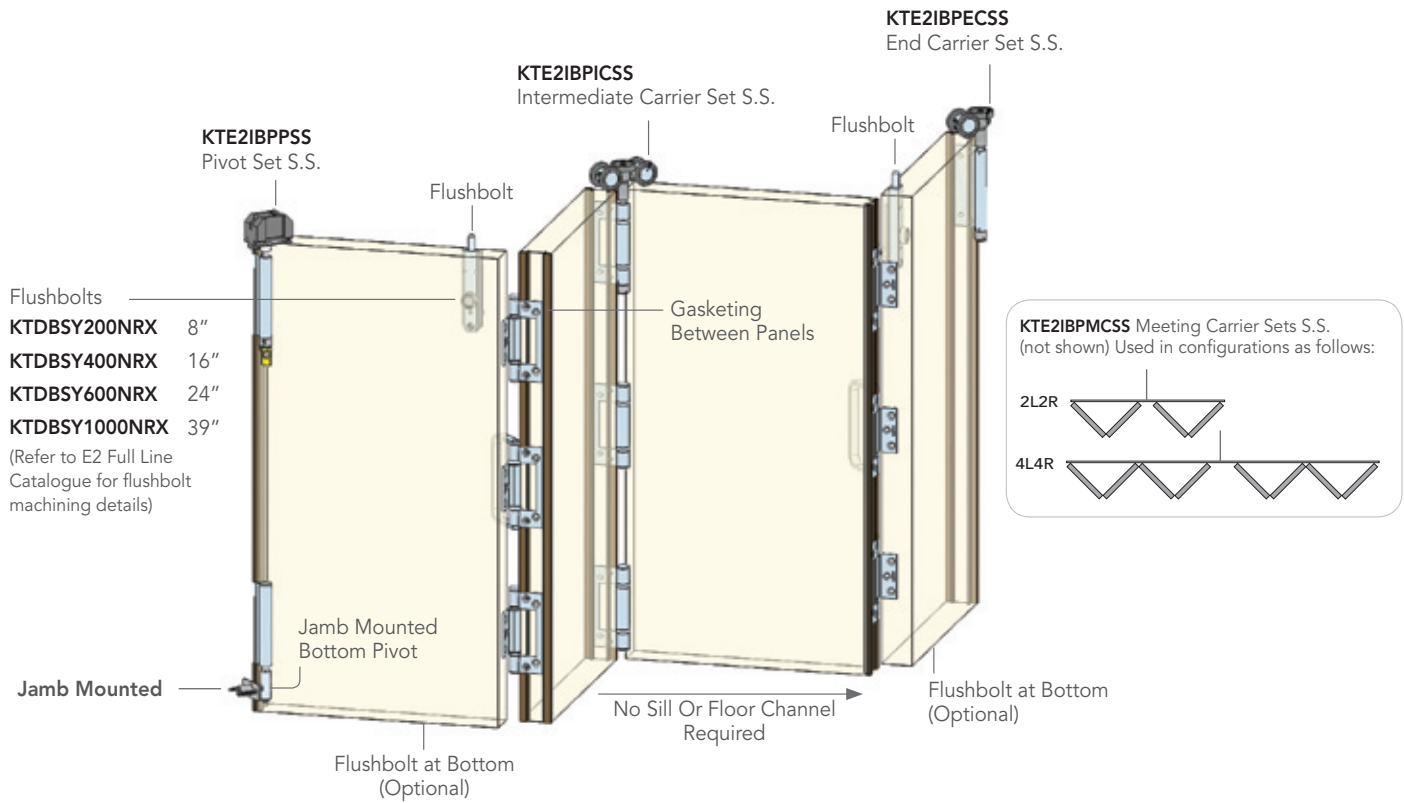 KTE2IBPECSS
End Carrier Set S.S.
KTE2IBPICSS
Intermediate Carrier Set S.S.
Flushbolt
KTE2IBPPSS
Pivot Set S.S.
Flushbolt
Flushbolts
KTDBSY200NRX 8”
KTDBSY400NRX 16”
KTDBSY600NRX 24”
KTDBSY1000NRX 39”
(Refer to E2 Full Line
Catalogue for flushbolt
machining details)
Gasketing
Between Panels
KTE2IBPMCSS Meeting Carrier Sets S.S.
(not shown) Used in configurations as follows:
2L2R
4L4R
Jamb Mounted
Bottom Pivot
Jamb Mounted
No Sill Or Floor Channel
Required
Flushbolt at Bottom
(Optional)
Flushbolt at Bottom
(Optional)